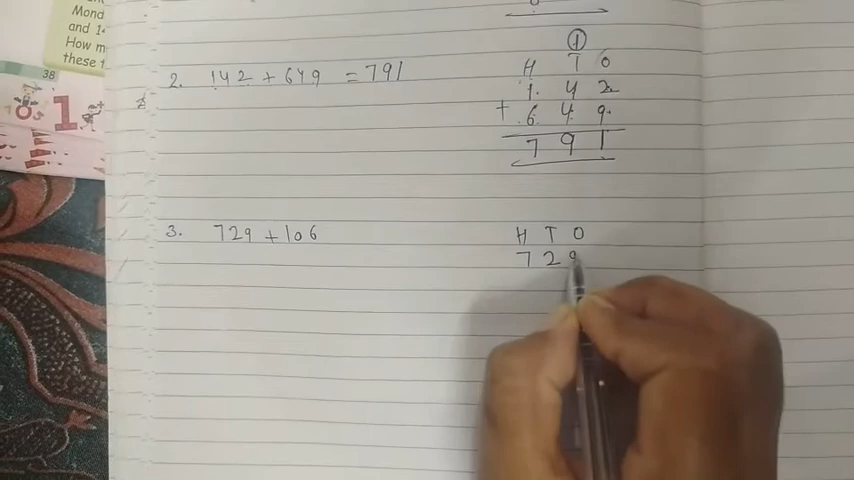 Mond
and 14
How m
these t
38
1
2. 142 + 649 = 791
1
H T O
1 4 2
+ 6 4 9
7 9 1
3. 729 + 106
H T O
7 2 9